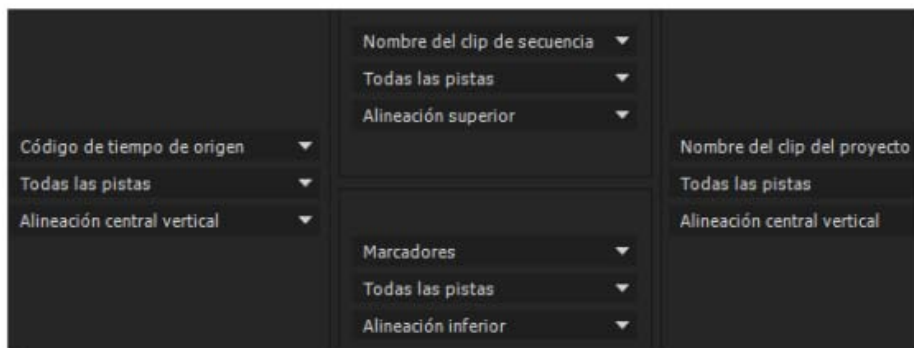 Nombre del clip de secuencia
Todas las pistas
Alineación superior
Código de tiempo de origen
Todas las pistas
Alineación central vertical
Nombre del clip del proyecto
Todas las pistas
Alineación central vertical
Marcadores
Todas las pistas
Alineación inferior